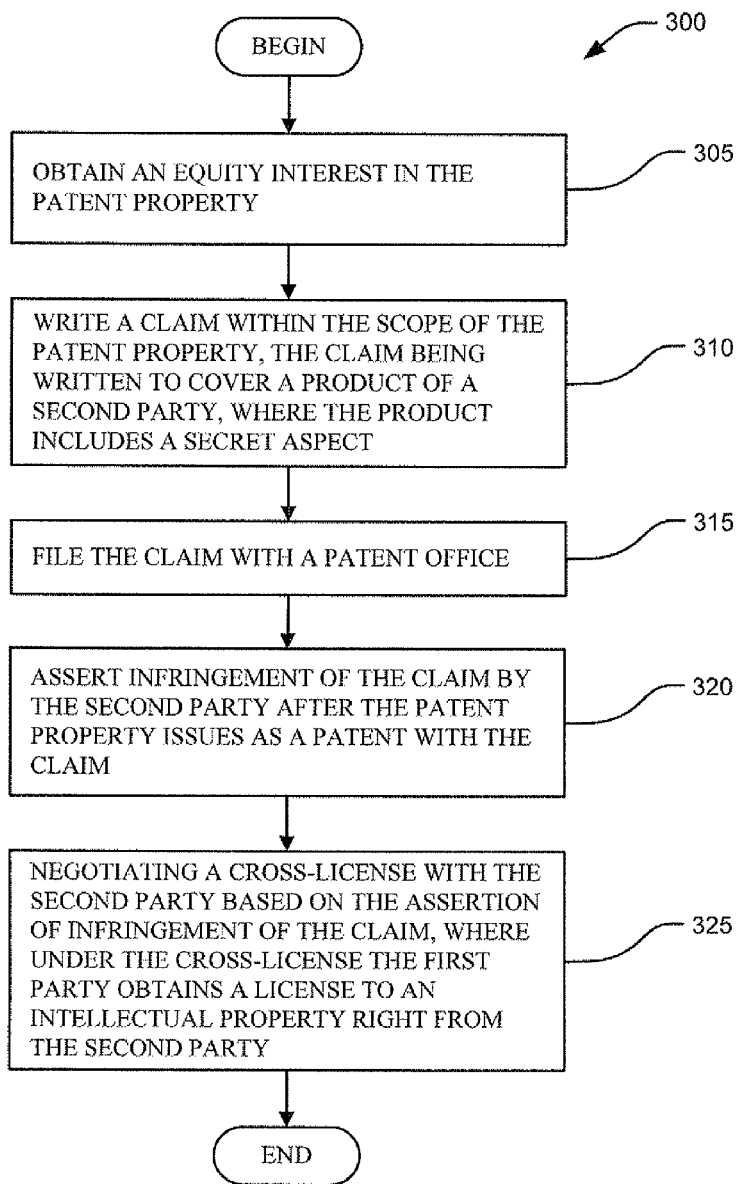 BEGIN
300
OBTAIN AN EQUITY INTEREST IN THE
PATENT PROPERTY
305
WRITE A CLAIM WITHIN THE SCOPE OF THE
PATENT PROPERTY, THE CLAIM BEING
WRITTEN TO COVER A PRODUCT OF A
SECOND PARTY, WHERE THE PRODUCT
INCLUDES A SECRET ASPECT
310
FILE THE CLAIM WITH A PATENT OFFICE
315
ASSERT INFRINGEMENT OF THE CLAIM BY
THE SECOND PARTY AFTER THE PATENT
PROPERTY ISSUES AS A PATENT WITH THE
CLAIM
320
NEGOTIATING A CROSS-LICENSE WITH THE
SECOND PARTY BASED ON THE ASSERTION
OF INFRINGEMENT OF THE CLAIM, WHERE
UNDER THE CROSS-LICENSE THE FIRST
PARTY OBTAINS A LICENSE TO AN
INTELLECTUAL PROPERTY RIGHT FROM
THE SECOND PARTY
325
END